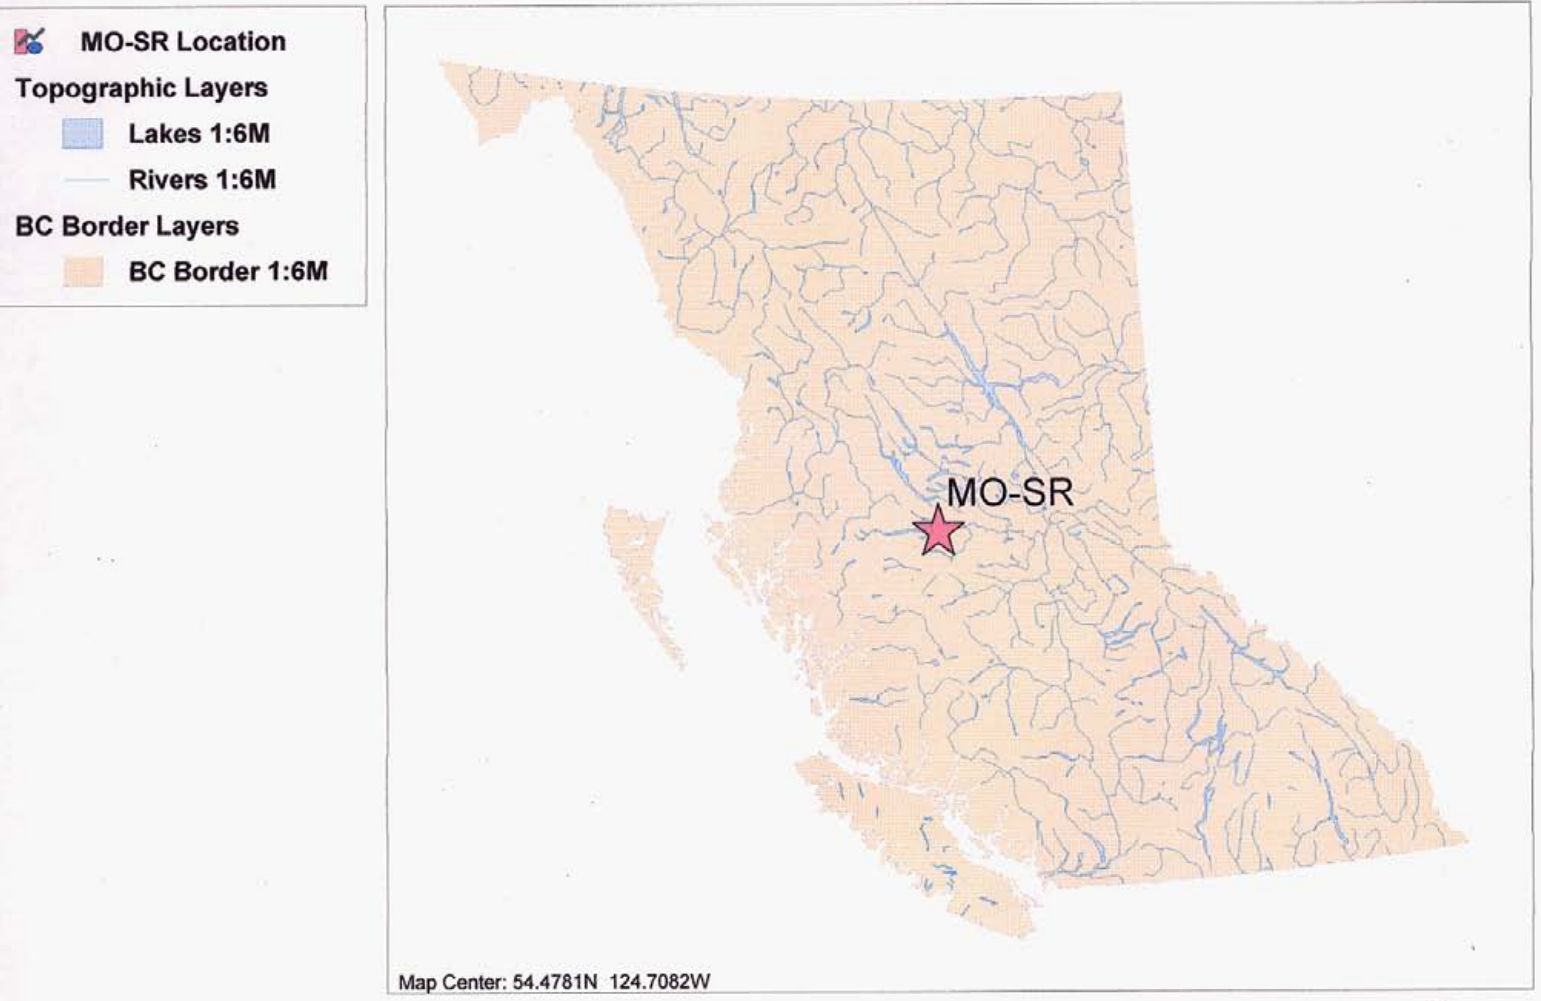 MO-SR Location
Topographic Layers
Lakes 1:6M
Rivers 1:6M
BC Border Layers
BC Border 1:6M
MO-SR
Map Center: 54.4781N 124.7082W